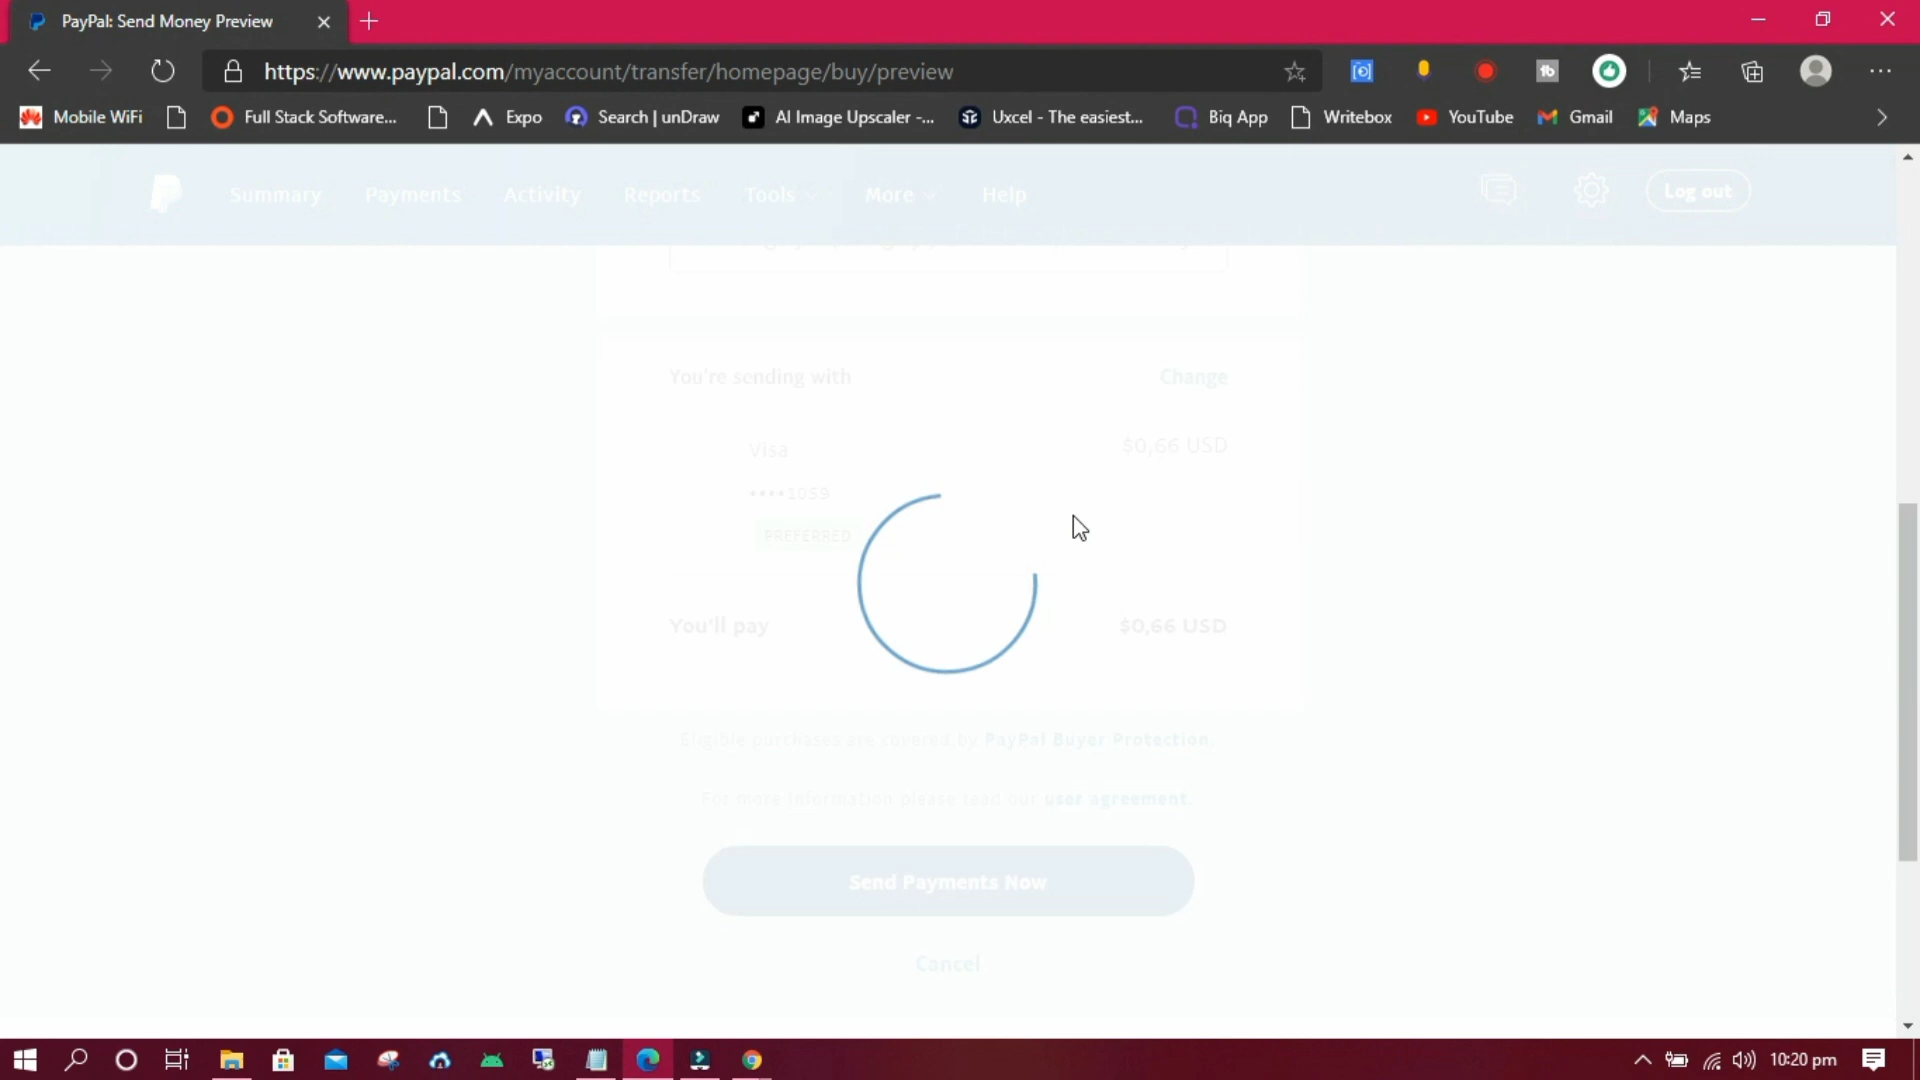 PayPal: Send Money Preview
https://www.paypal.com/myaccount/transfer/homepage/buy/preview
Mobile WiFi
Full Stack Software...
Expo
Search | unDraw
AI Image Upscaler -...
Uxcel - The easiest...
Biq App
Writebox
YouTube
Gmail
Maps
Summary
Payments
Activity
Reports
Tools
More
Help
Log out
You're sending with
Change
Visa
$0,66 USD
••••1059
PREFERRED
You'll pay
$0,66 USD
Eligible purchases are covered by PayPal Buyer Protection.
For more information please read our user agreement.
Send Payments Now
Cancel
10:20 pm